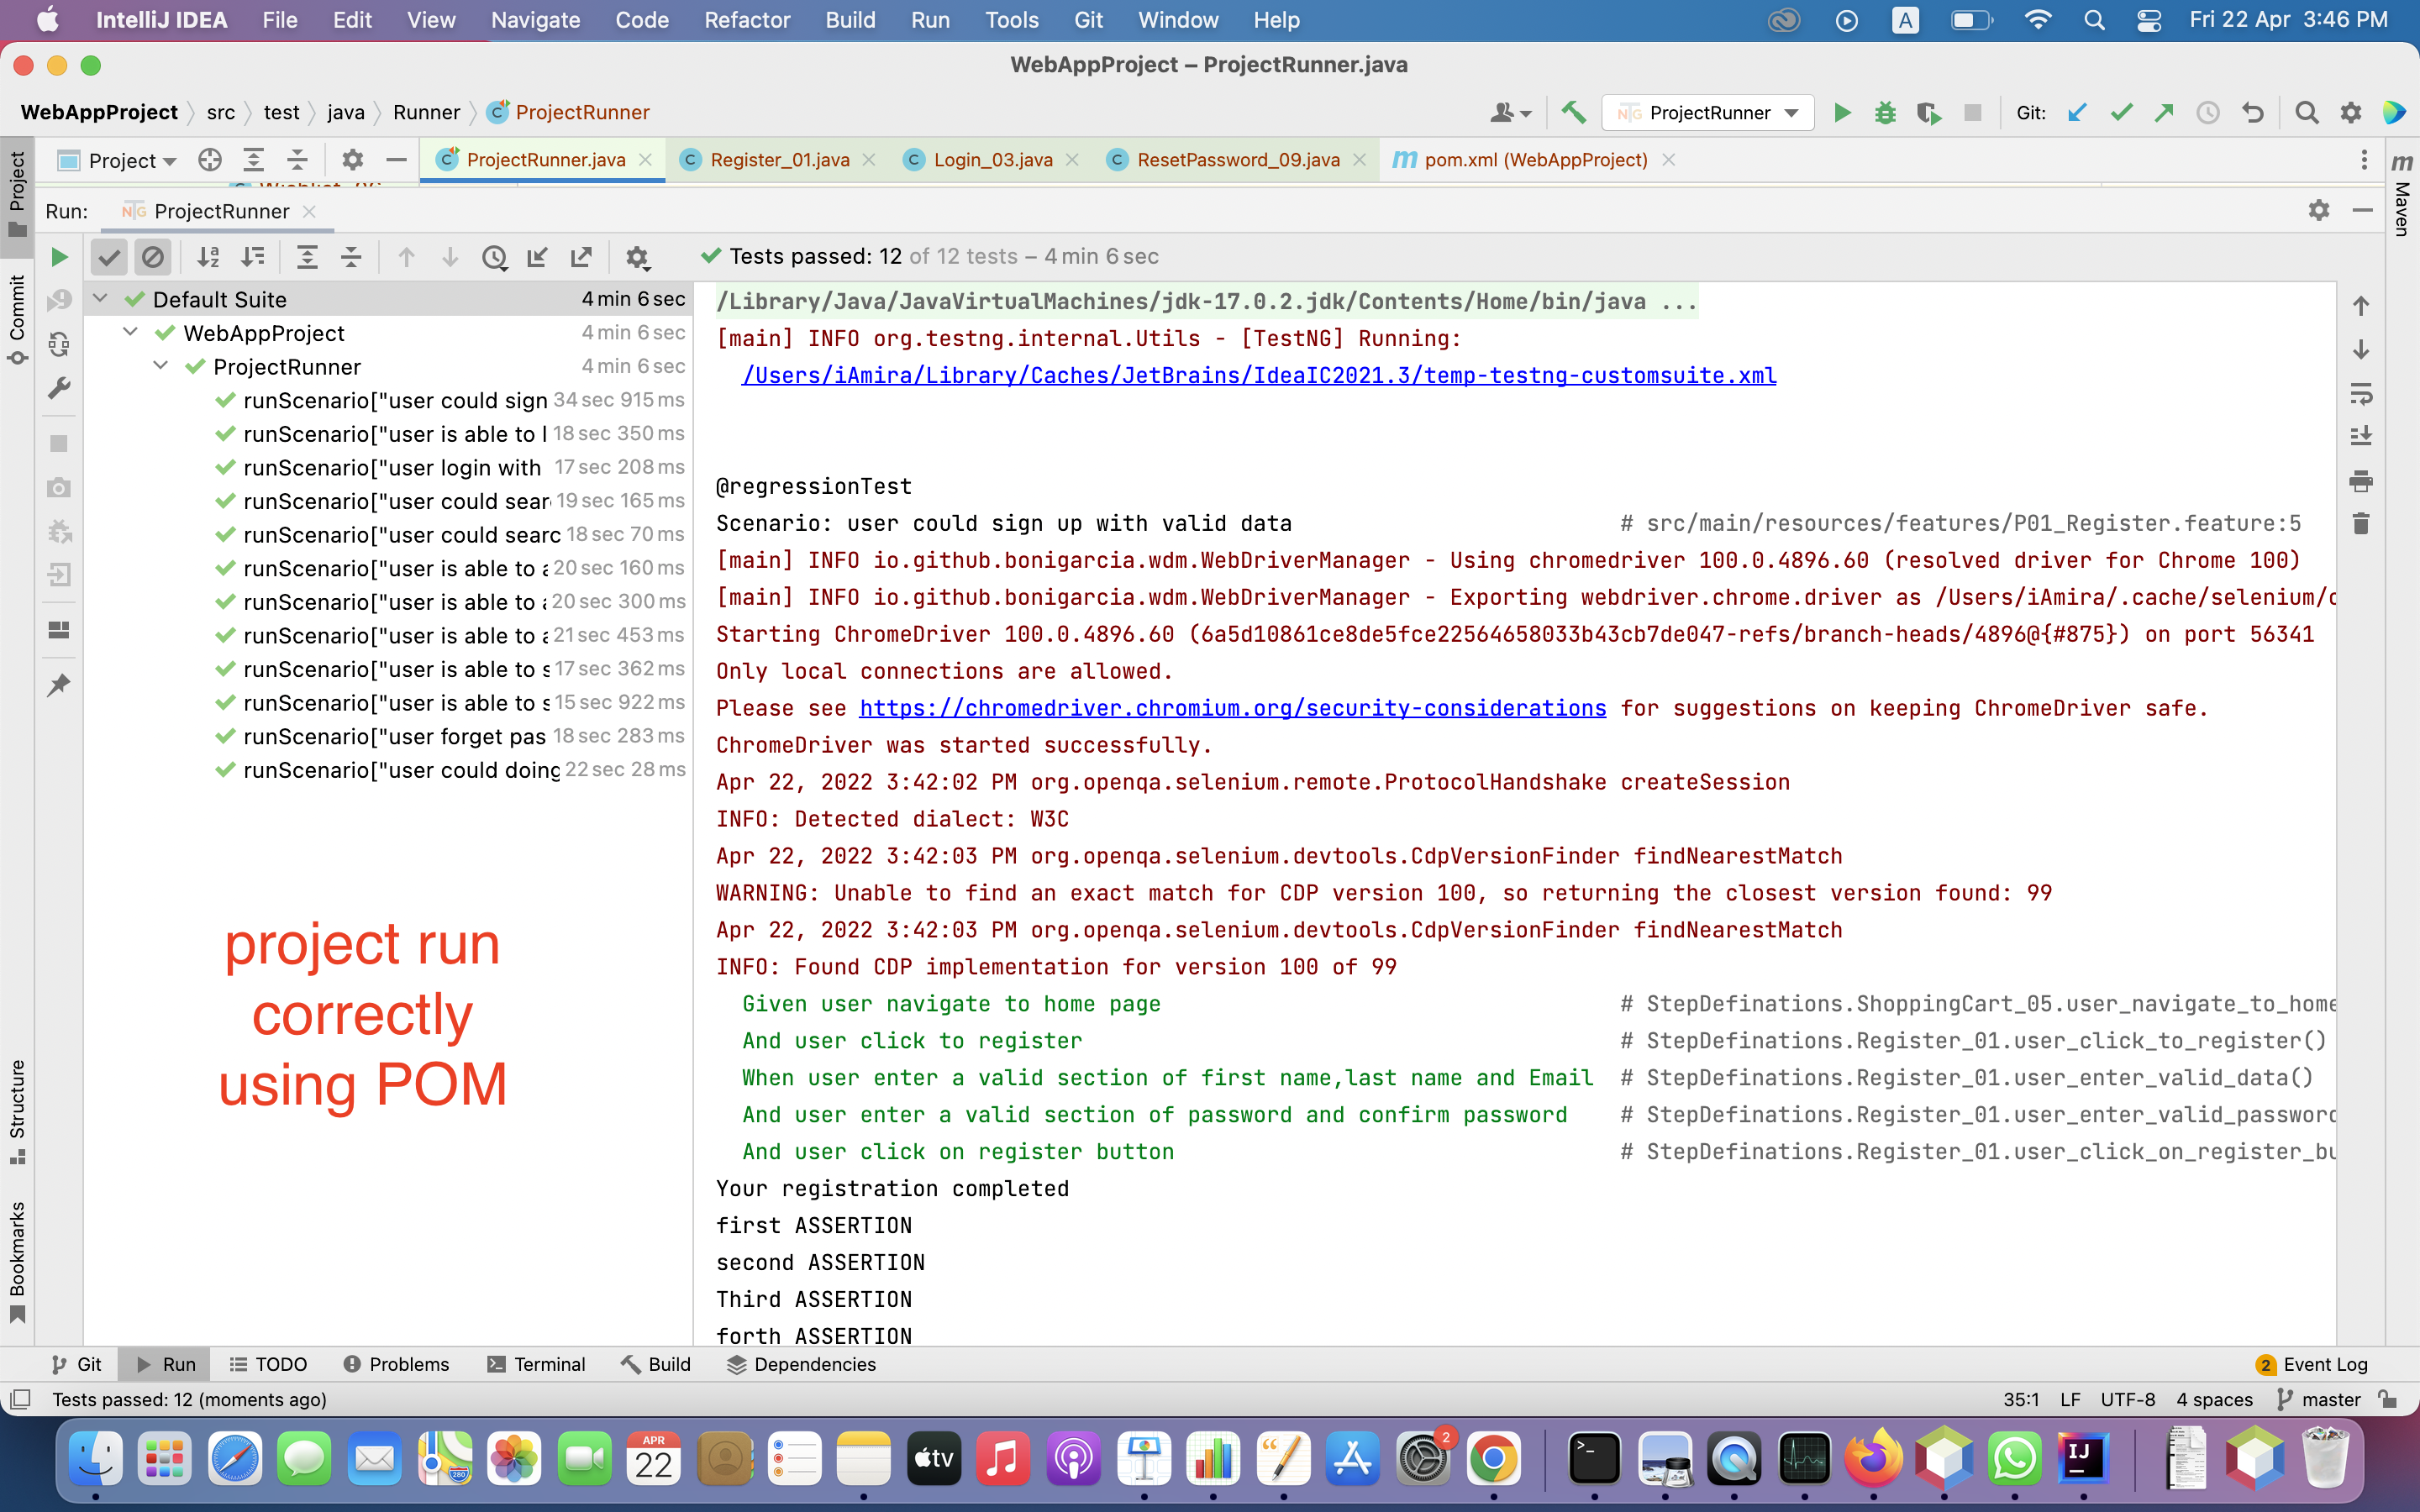 IntelliJ IDEA File Edit View Navigate Code Refactor Build Run Tools Git Window Help A Fri 22 Apr 3:46 PM
WebAppProject – ProjectRunner.java
WebAppProject src test java Runner ProjectRunner ProjectRunner Git:
Project ProjectRunner.java Register_01.java Login_03.java ResetPassword_09.java pom.xml (WebAppProject)
Run: ProjectRunner
Tests passed: 12 of 12 tests – 4 min 6 sec
Default Suite 4 min 6 sec
WebAppProject 4 min 6 sec
ProjectRunner 4 min 6 sec
runScenario["user could sign 34 sec 915 ms
runScenario["user is able to l 18 sec 350 ms
runScenario["user login with 17 sec 208 ms
runScenario["user could sear 19 sec 165 ms
runScenario["user could searc 18 sec 70 ms
runScenario["user is able to a 20 sec 160 ms
runScenario["user is able to a 20 sec 300 ms
runScenario["user is able to a 21 sec 453 ms
runScenario["user is able to s 17 sec 362 ms
runScenario["user is able to s 15 sec 922 ms
runScenario["user forget pas 18 sec 283 ms
runScenario["user could doing 22 sec 28 ms
project run
correctly
using POM
/Library/Java/JavaVirtualMachines/jdk-17.0.2.jdk/Contents/Home/bin/java ...
[main] INFO org.testng.internal.Utils - [TestNG] Running:
/Users/iAmira/Library/Caches/JetBrains/IdeaIC2021.3/temp-testng-customsuite.xml
@regressionTest
Scenario: user could sign up with valid data # src/main/resources/features/P01_Register.feature:5
[main] INFO io.github.bonigarcia.wdm.WebDriverManager - Using chromedriver 100.0.4896.60 (resolved driver for Chrome 100)
[main] INFO io.github.bonigarcia.wdm.WebDriverManager - Exporting webdriver.chrome.driver as /Users/iAmira/.cache/selenium/c
Starting ChromeDriver 100.0.4896.60 (6a5d10861ce8de5fce22564658033b43cb7de047-refs/branch-heads/4896@{#875}) on port 56341
Only local connections are allowed.
Please see https://chromedriver.chromium.org/security-considerations for suggestions on keeping ChromeDriver safe.
ChromeDriver was started successfully.
Apr 22, 2022 3:42:02 PM org.openqa.selenium.remote.ProtocolHandshake createSession
INFO: Detected dialect: W3C
Apr 22, 2022 3:42:03 PM org.openqa.selenium.devtools.CdpVersionFinder findNearestMatch
WARNING: Unable to find an exact match for CDP version 100, so returning the closest version found: 99
Apr 22, 2022 3:42:03 PM org.openqa.selenium.devtools.CdpVersionFinder findNearestMatch
INFO: Found CDP implementation for version 100 of 99
Given user navigate to home page # StepDefinations.ShoppingCart_05.user_navigate_to_home
And user click to register # StepDefinations.Register_01.user_click_to_register()
When user enter a valid section of first name,last name and Email # StepDefinations.Register_01.user_enter_valid_data()
And user enter a valid section of password and confirm password # StepDefinations.Register_01.user_enter_valid_password
And user click on register button # StepDefinations.Register_01.user_click_on_register_bu
Your registration completed
first ASSERTION
second ASSERTION
Third ASSERTION
forth ASSERTION
Project
Commit
Structure
Bookmarks
Maven
Git Run TODO Problems Terminal Build Dependencies 2 Event Log
Tests passed: 12 (moments ago) 35:1 LF UTF-8 4 spaces master
APR
22
280
tv
2
IJ